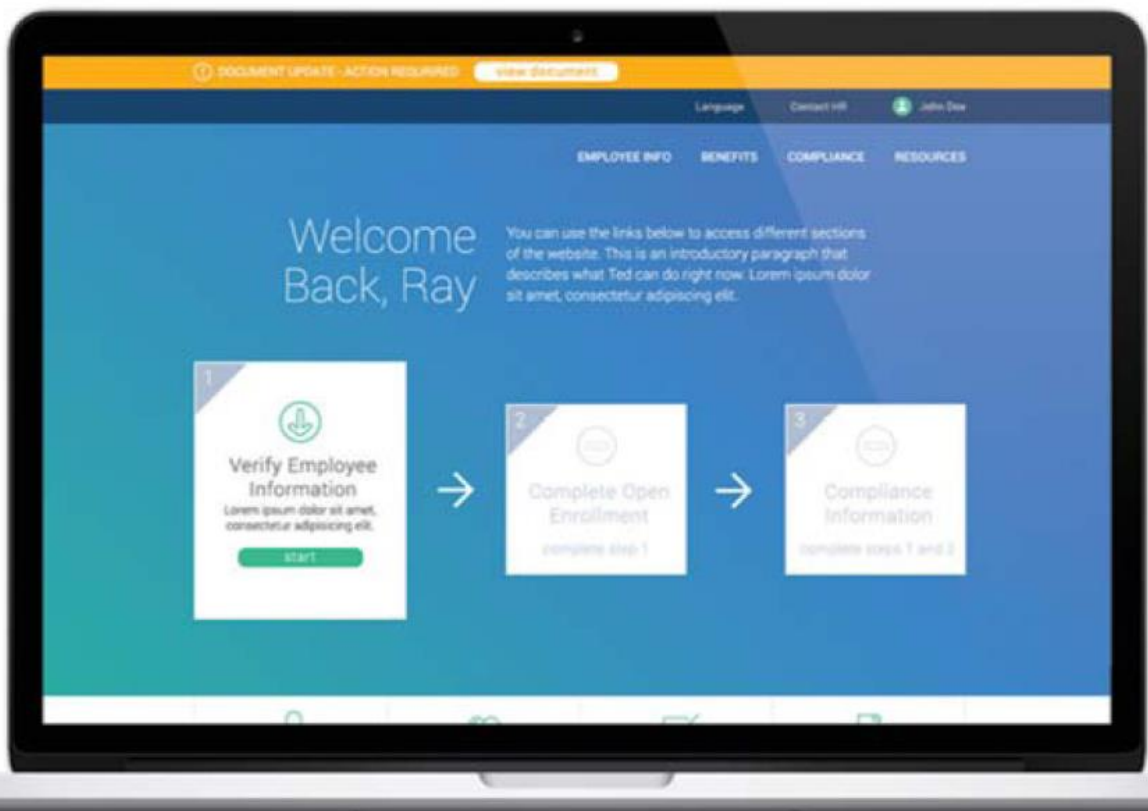 DOCUMENT UPDATE - ACTION REQUIRED view document
Language Contact HR John Doe
EMPLOYEE INFO BENEFITS COMPLIANCE RESOURCES
Welcome
Back, Ray
You can use the links below to access different sections
of the website. This is an introductory paragraph that
describes what Ted can do right now. Lorem ipsum dolor
sit amet, consectetur adipiscing elit.
1
Verify Employee
Information
Lorem ipsum dolor sit amet,
consectetur adipisicing elit.
start
2
Complete Open
Enrollment
complete step 1
3
Compliance
Information
complete steps 1 and 2